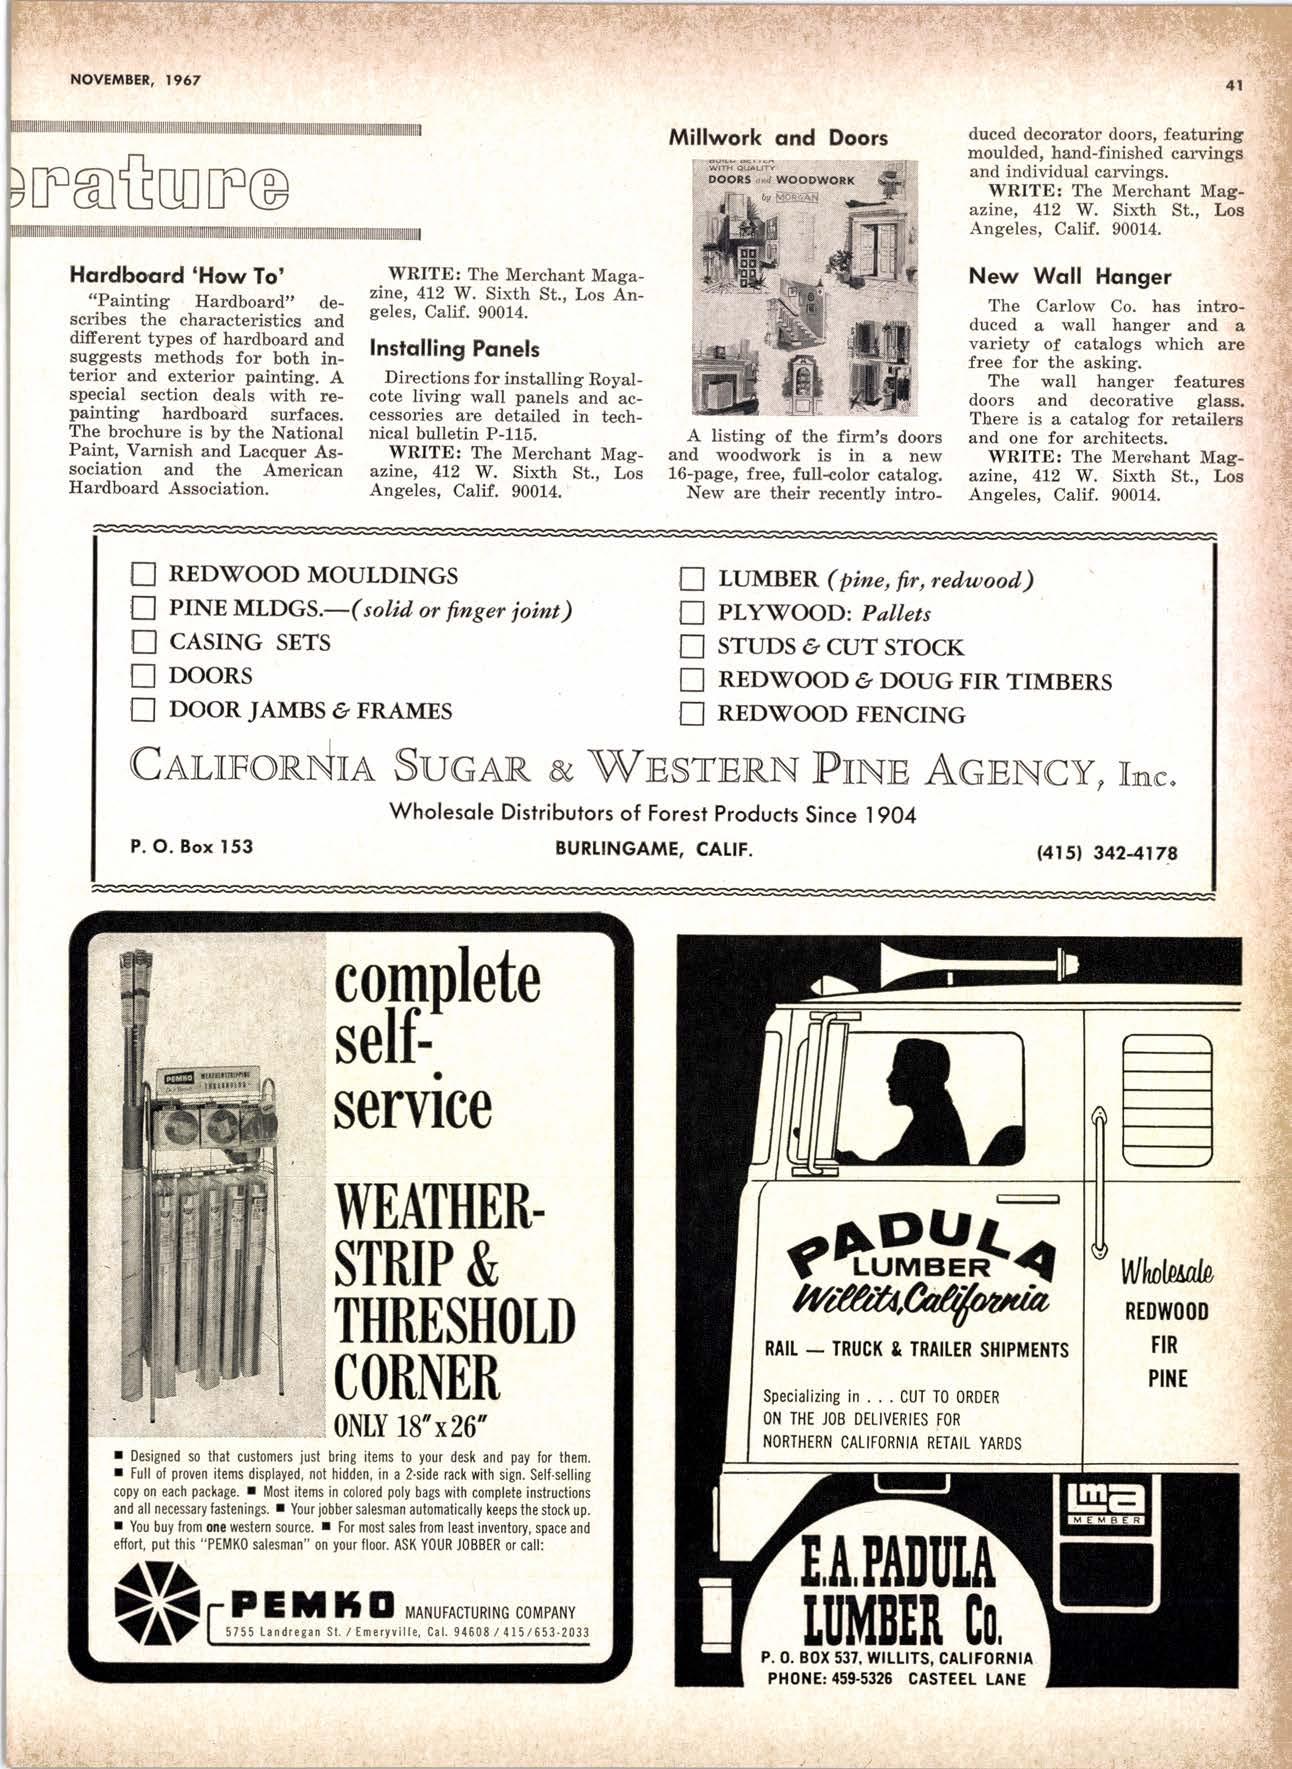 NOVEMBER, 1967
41
erature
Hardboard 'How To'
"Painting Hardboard" de-
scribes the characteristics and
different types of hardboard and
suggests methods for both in-
terior and exterior painting. A
special section deals with re-
painting hardboard surfaces.
The brochure is by the National
Paint, Varnish and Lacquer As-
sociation and the American
Hardboard Association.
WRITE: The Merchant Maga-
zine, 412 W. Sixth St., Los An-
geles, Calif. 90014.
Installing Panels
Directions for installing Royal-
cote living wall panels and ac-
cessories are detailed in tech-
nical bulletin P-115.
WRITE: The Merchant Mag-
azine, 412 W. Sixth St., Los
Angeles, Calif. 90014.
Millwork and Doors
BUILD BETTER
WITH QUALITY
DOORS and WOODWORK
by MORGAN
A listing of the firm's doors
and woodwork is in a new
16-page, free, full-color catalog.
New are their recently intro-
duced decorator doors, featuring
moulded, hand-finished carvings
and individual carvings.
WRITE: The Merchant Mag-
azine, 412 W. Sixth St., Los
Angeles, Calif. 90014.
New Wall Hanger
The Carlow Co. has intro-
duced a wall hanger and a
variety of catalogs which are
free for the asking.
The wall hanger features
doors and decorative glass.
There is a catalog for retailers
and one for architects.
WRITE: The Merchant Mag-
azine, 412 W. Sixth St., Los
Angeles, Calif. 90014.
REDWOOD MOULDINGS
PINE MLDGS.—(solid or finger joint)
CASING SETS
DOORS
DOOR JAMBS & FRAMES
LUMBER (pine, fir, redwood)
PLYWOOD: Pallets
STUDS & CUT STOCK
REDWOOD & DOUG FIR TIMBERS
REDWOOD FENCING
CALIFORNIA SUGAR & WESTERN PINE AGENCY, Inc.
Wholesale Distributors of Forest Products Since 1904
P. O. Box 153 BURLINGAME, CALIF. (415) 342-4178
PEMKO WEATHERSTRIPPING
THRESHOLDS
complete
self-
service
WEATHER-
STRIP &
THRESHOLD
CORNER
ONLY 18" x 26"
■ Designed so that customers just bring items to your desk and pay for them.
■ Full of proven items displayed, not hidden, in a 2-side rack with sign. Self-selling
copy on each package. ■ Most items in colored poly bags with complete instructions
and all necessary fastenings. ■ Your jobber salesman automatically keeps the stock up.
■ You buy from one western source. ■ For most sales from least inventory, space and
effort, put this "PEMKO salesman" on your floor. ASK YOUR JOBBER or call:
PEMKO MANUFACTURING COMPANY
5755 Landregan St. / Emeryville, Cal. 94608 / 415/653-2033
PADULA
LUMBER
Willits, California
RAIL — TRUCK & TRAILER SHIPMENTS
Specializing in . . . CUT TO ORDER
ON THE JOB DELIVERIES FOR
NORTHERN CALIFORNIA RETAIL YARDS
Wholesale
REDWOOD
FIR
PINE
lma
MEMBER
E. A. PADULA
LUMBER Co.
P. O. BOX 537, WILLITS, CALIFORNIA
PHONE: 459-5326 CASTEEL LANE